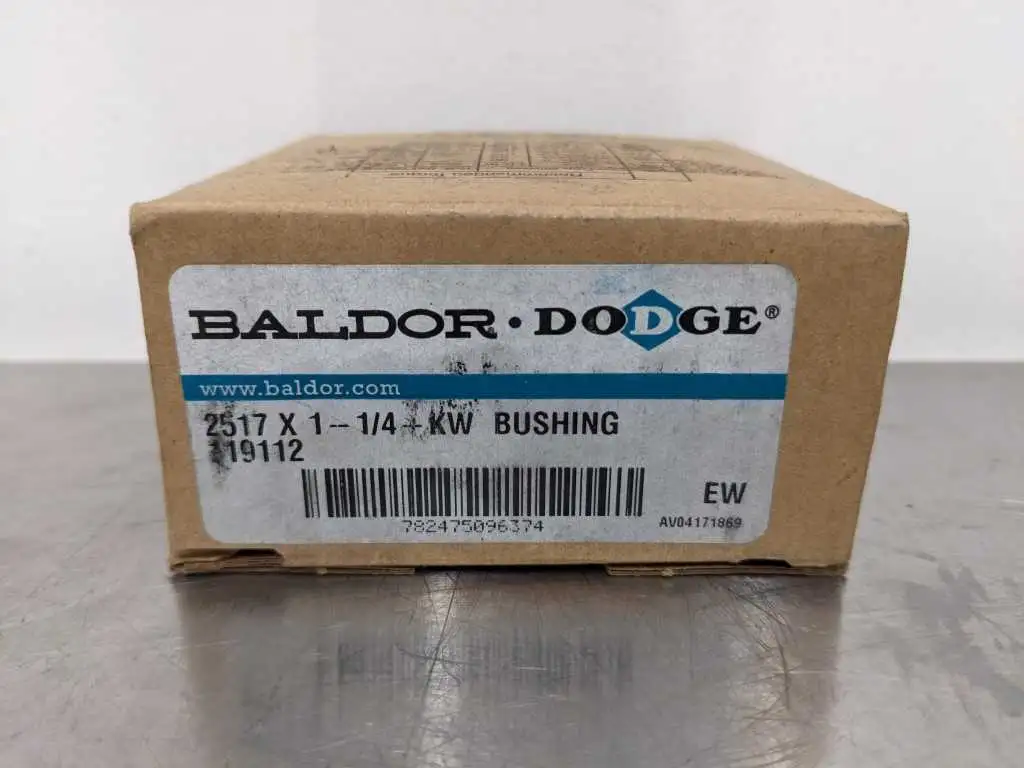 BALDOR · DODGE®
www.baldor.com
2517 X 1-1/4-KW BUSHING
119112
782475096374
EW
AV04171869